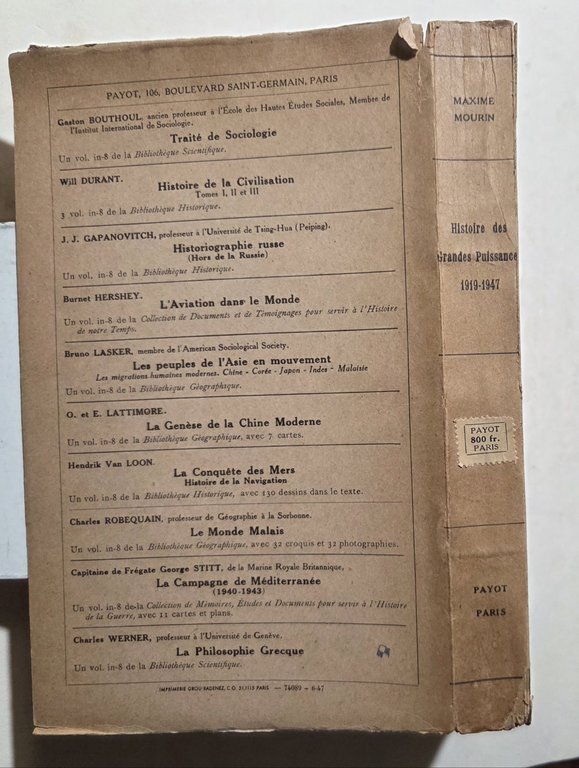 PAYOT, 106, BOULEVARD SAINT-GERMAIN, PARIS
Gaston BOUTHOUL, ancien professeur à l'École des Hautes Études Sociales, Membre de
l'Institut International de Sociologie.
Traité de Sociologie
Un vol. in-8 de la Bibliothèque Scientifique.
Will DURANT.
Histoire de la Civilisation
Tomes I, II et III
3 vol. in-8 de la Bibliothèque Historique.
J. J. GAPANOVITCH, professeur à l'Université de Tsing-Hua (Peiping).
Historiographie russe
(Hors de la Russie)
Un vol. in-8 de la Bibliothèque Historique.
Burnet HERSHEY.
L'Aviation dans le Monde
Un vol. in-8 de la Collection de Documents et de Témoignages pour servir à l'Histoire
de notre Temps.
Bruno LASKER, membre de l'American Sociological Society.
Les peuples de l'Asie en mouvement
Les migrations humaines modernes. Chine - Corée - Japon - Indes - Malaisie
Un vol. in-8 de la Bibliothèque Géographique.
O. et E. LATTIMORE.
La Genèse de la Chine Moderne
Un vol. in-8 de la Bibliothèque Géographique, avec 7 cartes.
Hendrik Van LOON.
La Conquête des Mers
Histoire de la Navigation
Un vol. in-8 de la Bibliothèque Historique, avec 130 dessins dans le texte.
Charles ROBEQUAIN, professeur de Géographie à la Sorbonne.
Le Monde Malais
Un vol. in-8 de la Bibliothèque Géographique, avec 32 croquis et 32 photographies.
Capitaine de Frégate George STITT, de la Marine Royale Britannique,
La Campagne de Méditerranée
(1940-1943)
Un vol. in-8 de la Collection de Mémoires, Études et Documents pour servir à l'Histoire
de la Guerre, avec 11 cartes et plans.
Charles WERNER, professeur à l'Université de Genève.
La Philosophie Grecque
Un vol. in-8 de la Bibliothèque Scientifique.
IMPRIMERIE GROU-RADENEZ, C.O. 31.3115 PARIS — 74089 - 6-47
MAXIME
MOURIN
Histoire des
Grandes Puissance
1919-1947
PAYOT
800 fr.
PARIS
PAYOT
PARIS